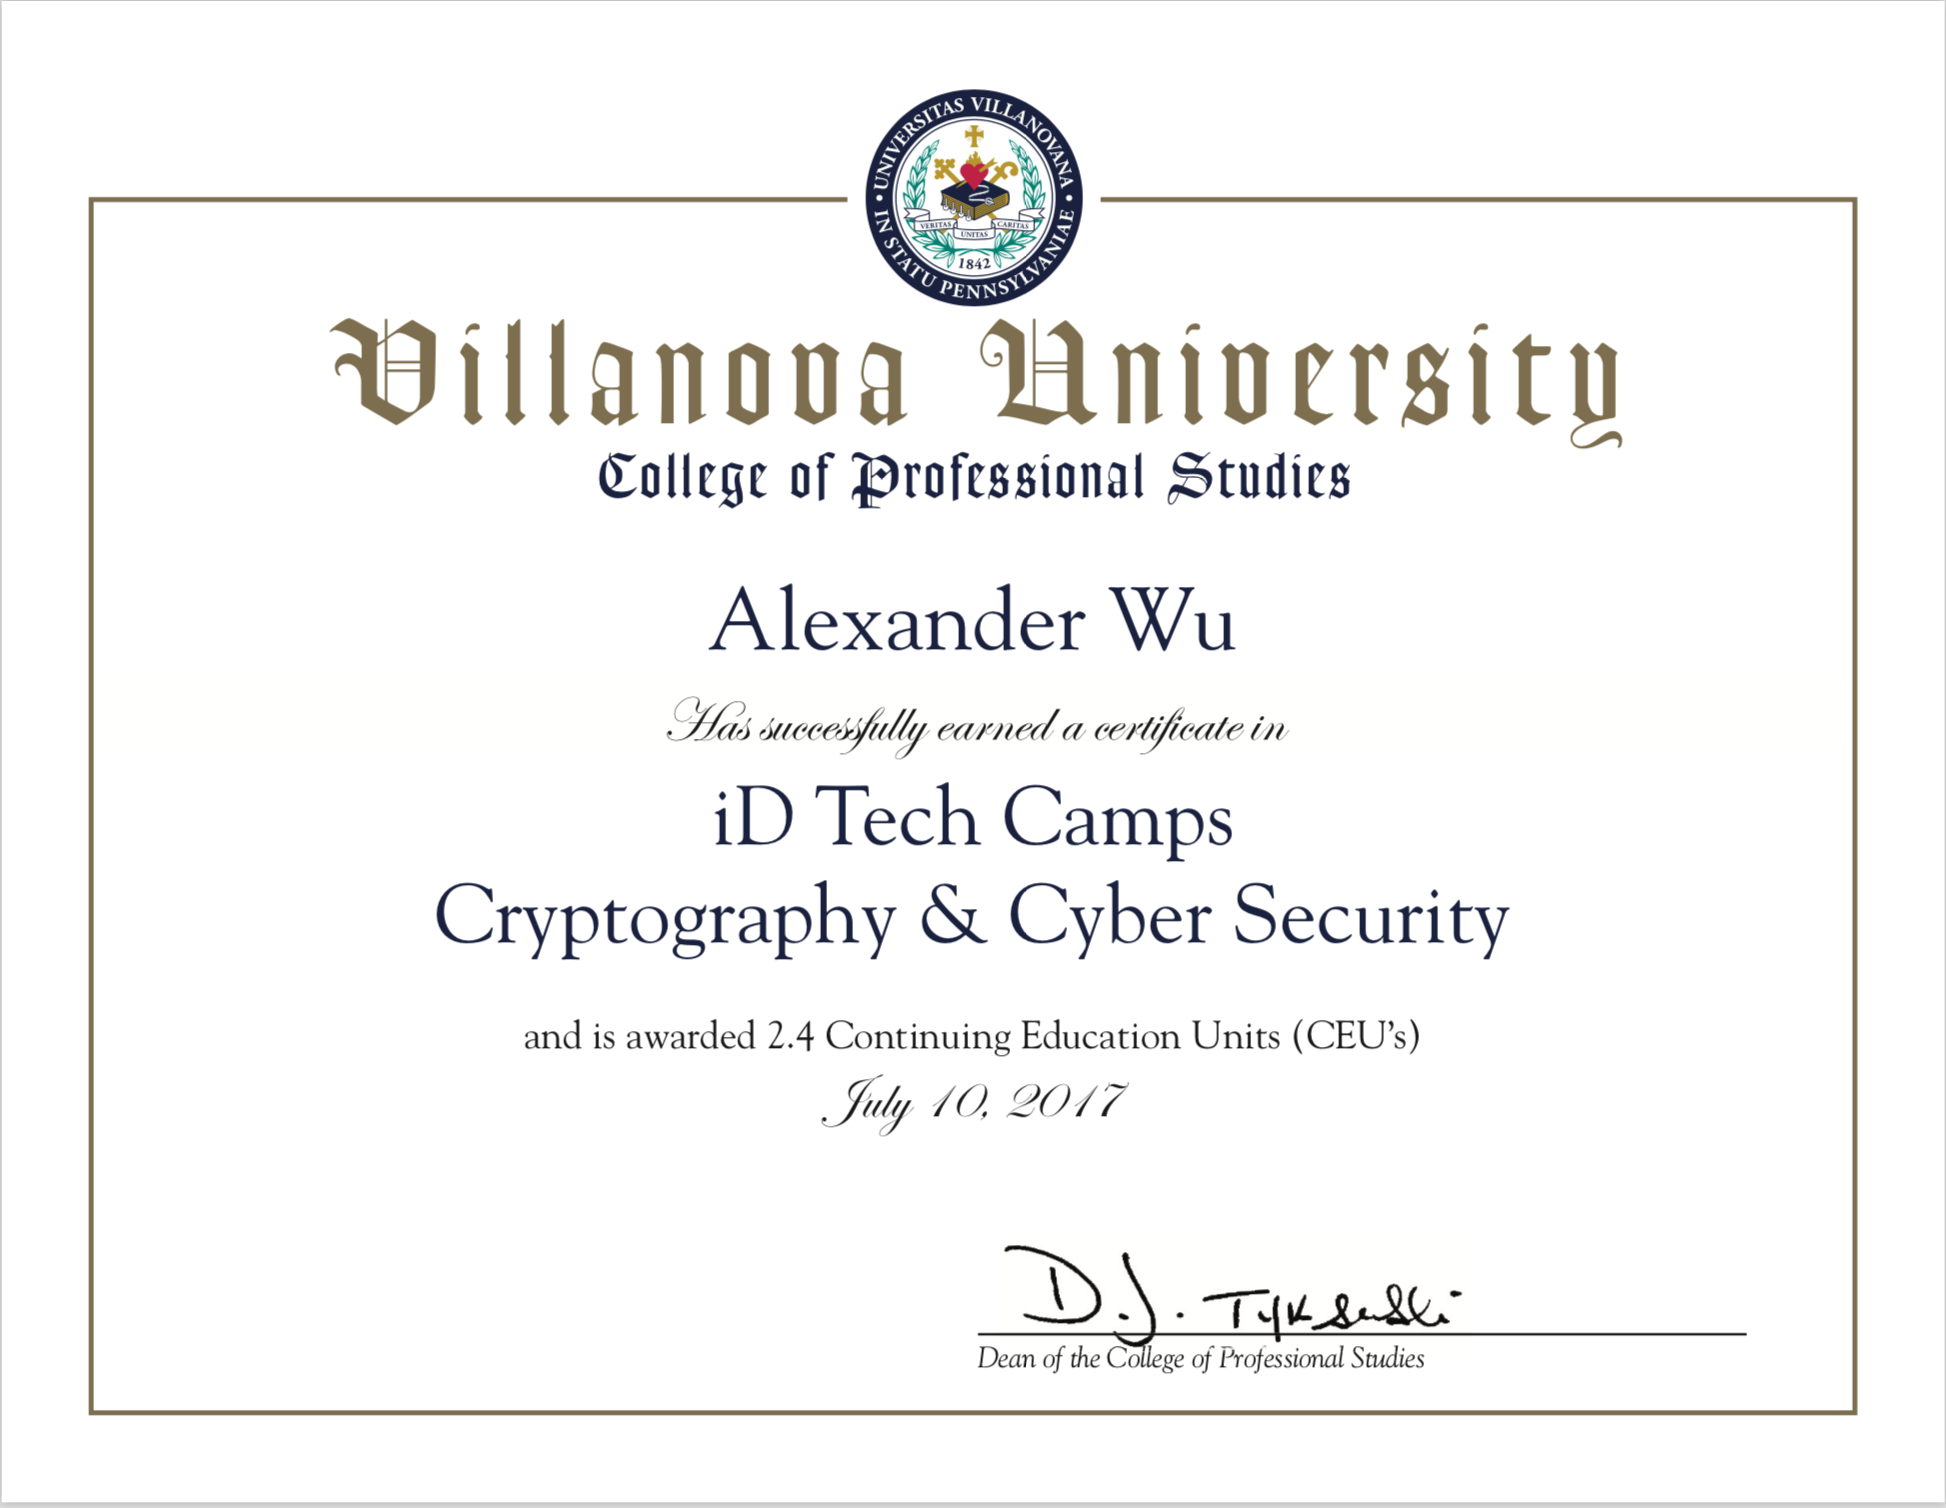 UNIVERSITAS VILLANOVANA
IN STATU PENNSYLVANIAE
VERITAS
UNITAS
CARITAS
1842
Villanova University
College of Professional Studies
Alexander Wu
Has successfully earned a certificate in
iD Tech Camps
Cryptography & Cyber Security
and is awarded 2.4 Continuing Education Units (CEU’s)
July 10, 2017
D.J.
Dean of the College of Professional Studies